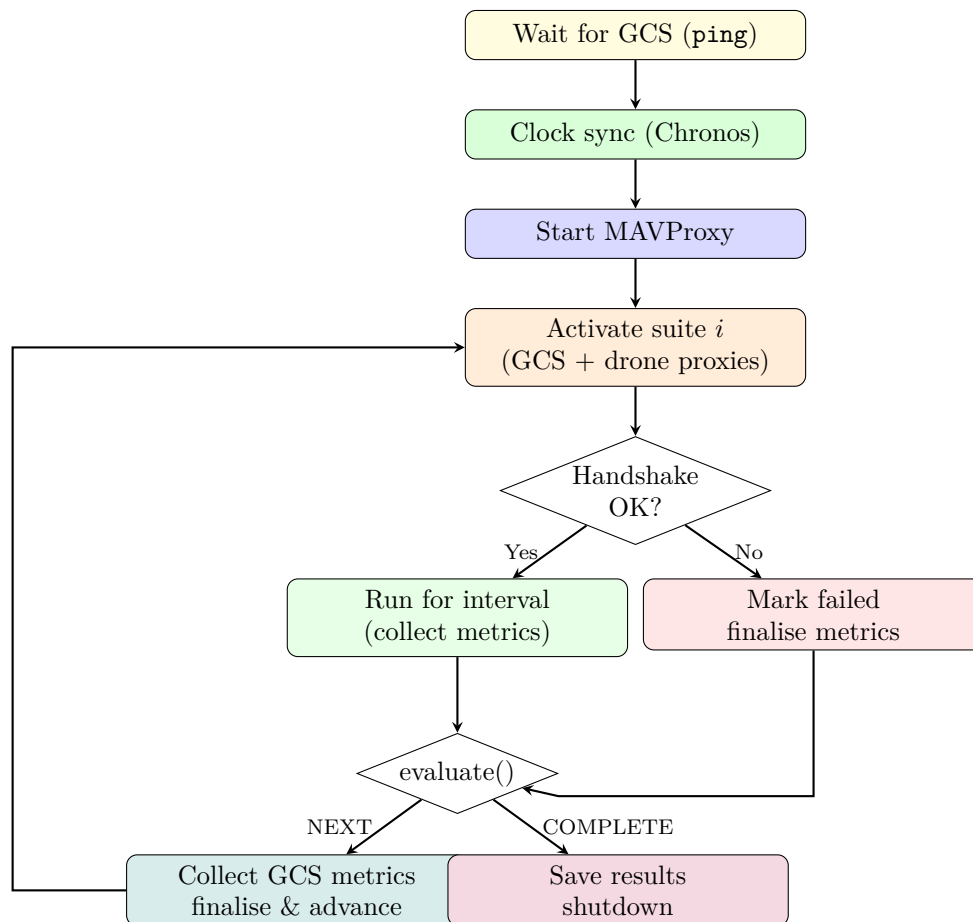 Wait for GCS (ping)
Clock sync (Chronos)
Start MAVProxy
Activate suite i
(GCS + drone proxies)
Handshake
OK?
Yes
No
Run for interval
(collect metrics)
Mark failed
finalise metrics
evaluate()
NEXT
COMPLETE
Collect GCS metrics
finalise & advance
Save results
shutdown